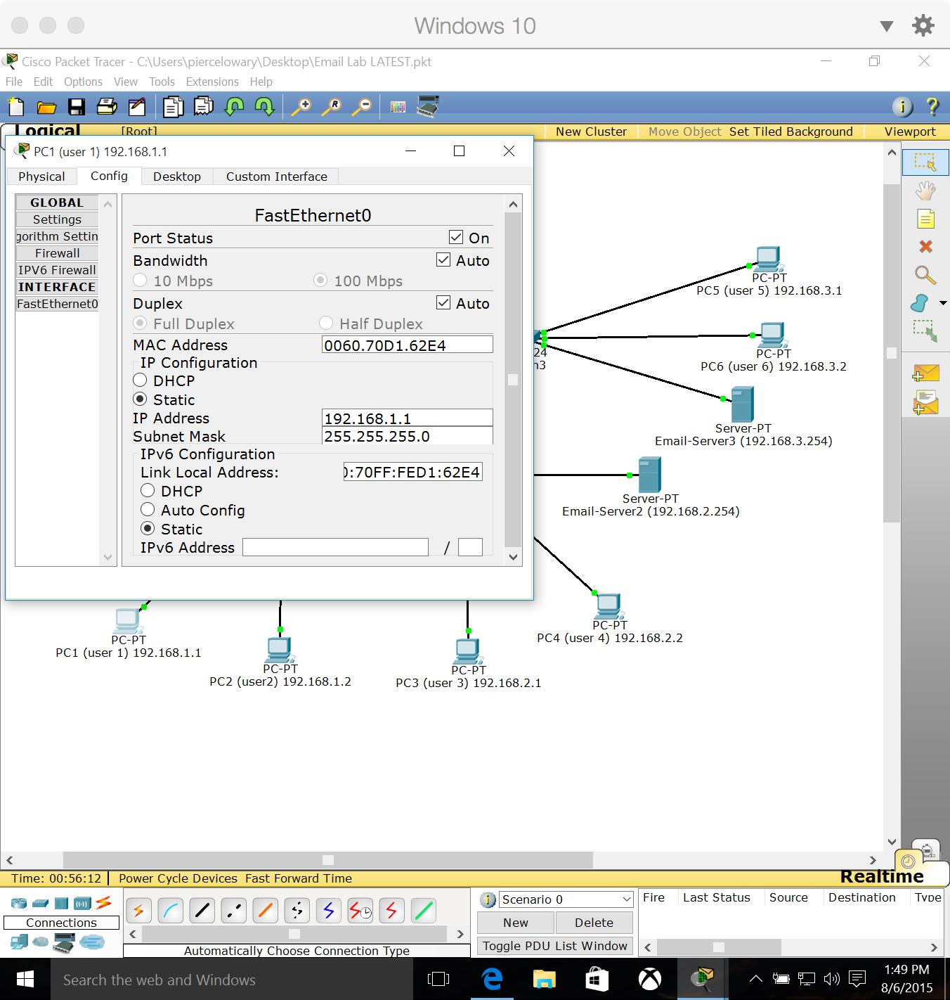 Windows 10
Cisco Packet Tracer - C:\Users\piercelowary\Desktop\Email Lab LATEST.pkt
File Edit Options View Tools Extensions Help
Logical [Root] New Cluster Move Object Set Tiled Background Viewport
PC1 (user 1) 192.168.1.1
Physical Config Desktop Custom Interface
GLOBAL
Settings
gorithm Settin
Firewall
IPV6 Firewall
INTERFACE
FastEthernet0
FastEthernet0
Port Status On
Bandwidth Auto
10 Mbps 100 Mbps
Duplex Auto
Full Duplex Half Duplex
MAC Address 0060.70D1.62E4
IP Configuration
DHCP
Static
IP Address 192.168.1.1
Subnet Mask 255.255.255.0
IPv6 Configuration
Link Local Address: ):70FF:FED1:62E4
DHCP
Auto Config
Static
IPv6 Address /
PC-PT
PC5 (user 5) 192.168.3.1
24
h3
PC-PT
PC6 (user 6) 192.168.3.2
Server-PT
Email-Server3 (192.168.3.254)
Server-PT
Email-Server2 (192.168.2.254)
PC-PT
PC4 (user 4) 192.168.2.2
PC-PT
PC1 (user 1) 192.168.1.1
PC-PT
PC2 (user2) 192.168.1.2
PC-PT
PC3 (user 3) 192.168.2.1
Time: 00:56:12 Power Cycle Devices Fast Forward Time
Realtime
Connections
Automatically Choose Connection Type
Scenario 0
New Delete
Toggle PDU List Window
Fire Last Status Source Destination Type
Search the web and Windows
1:49 PM
8/6/2015